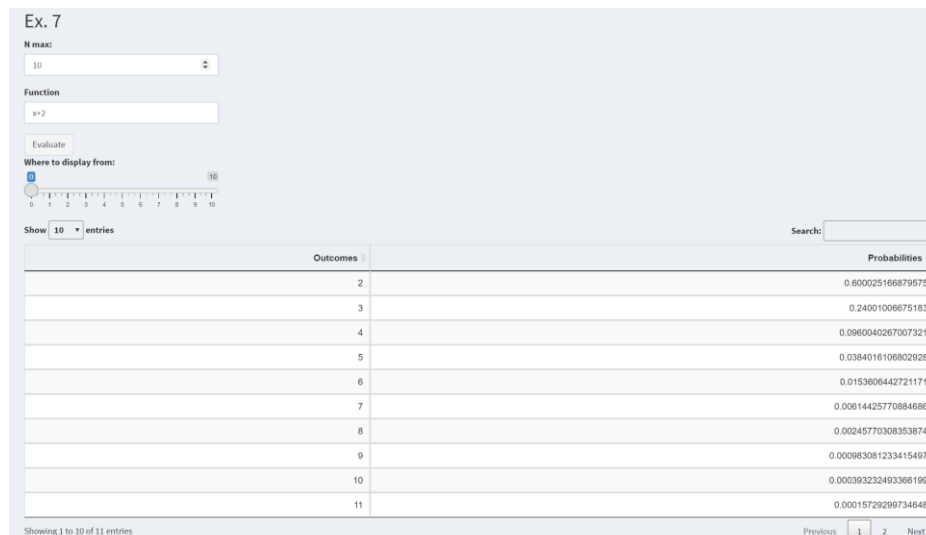 Ex. 7
N max:
10
Function
x+2
Evaluate
Where to display from:
0 10
0 1 2 3 4 5 6 7 8 9 10
Show 10 entries Search:
Outcomes Probabilities
2 0.600025166879575
3 0.24001006675183
4 0.0960040267007321
5 0.0384016106802928
6 0.0153606442721171
7 0.00614425770884686
8 0.00245770308353874
9 0.000983081233415497
10 0.000393232493366199
11 0.00015729299734648
Showing 1 to 10 of 11 entries Previous 1 2 Next